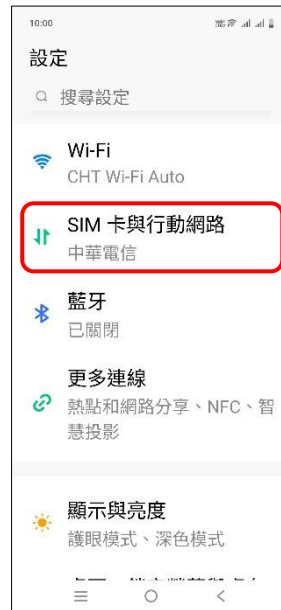 10:00
設定
搜尋設定
Wi-Fi
CHT Wi-Fi Auto
SIM 卡與行動網路
中華電信
藍牙
已關閉
更多連線
熱點和網路分享、NFC、智
慧投影
顯示與亮度
護眼模式、深色模式